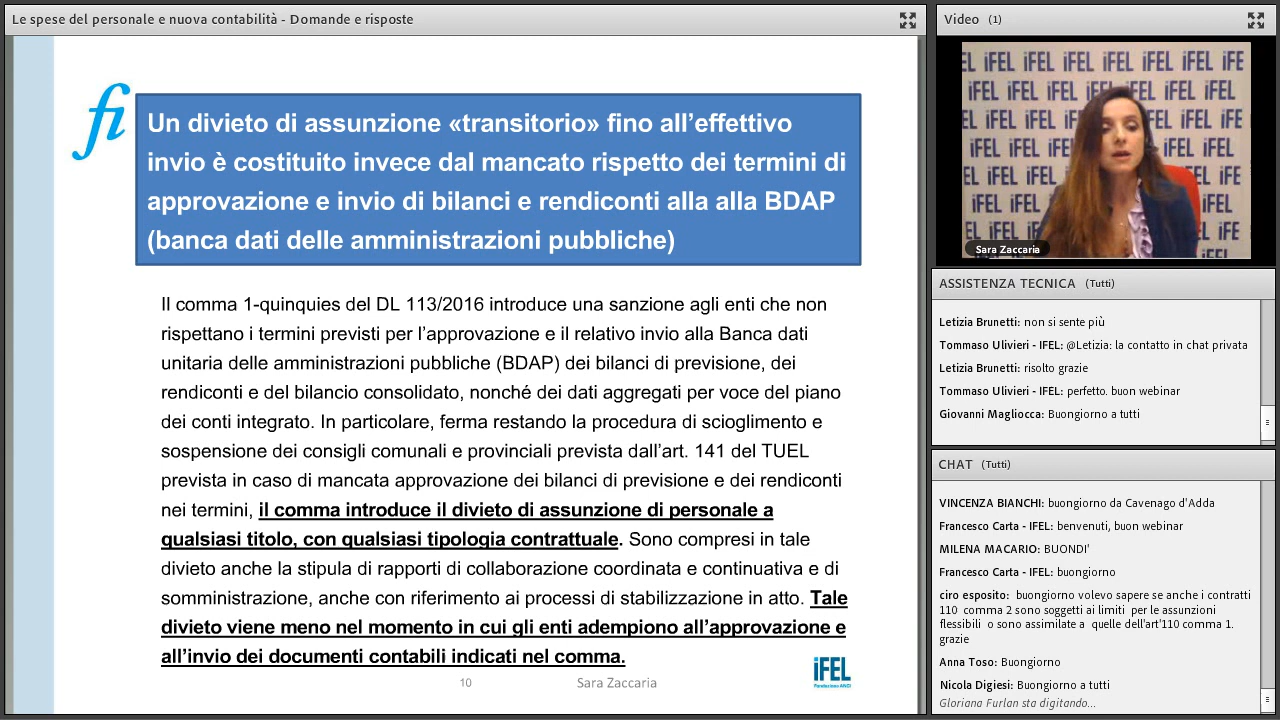 Le spese del personale e nuova contabilità - Domande e risposte
fi
Un divieto di assunzione «transitorio» fino all'effettivo
invio è costituito invece dal mancato rispetto dei termini di
approvazione e invio di bilanci e rendiconti alla alla BDAP
(banca dati delle amministrazioni pubbliche)
Il comma 1-quinquies del DL 113/2016 introduce una sanzione agli enti che non
rispettano i termini previsti per l'approvazione e il relativo invio alla Banca dati
unitaria delle amministrazioni pubbliche (BDAP) dei bilanci di previsione, dei
rendiconti e del bilancio consolidato, nonché dei dati aggregati per voce del piano
dei conti integrato. In particolare, ferma restando la procedura di scioglimento e
sospensione dei consigli comunali e provinciali prevista dall'art. 141 del TUEL
prevista in caso di mancata approvazione dei bilanci di previsione e dei rendiconti
nei termini, il comma introduce il divieto di assunzione di personale a
qualsiasi titolo, con qualsiasi tipologia contrattuale. Sono compresi in tale
divieto anche la stipula di rapporti di collaborazione coordinata e continuativa e di
somministrazione, anche con riferimento ai processi di stabilizzazione in atto. Tale
divieto viene meno nel momento in cui gli enti adempiono all'approvazione e
all'invio dei documenti contabili indicati nel comma.
10
Sara Zaccaria
iFEL
Fondazione ANCI
Video (1)
iFEL iFEL iFEL iFEL
Sara Zaccaria
ASSISTENZA TECNICA (Tutti)
Letizia Brunetti: non si sente più
Tommaso Ulivieri - IFEL: @Letizia: la contatto in chat privata
Letizia Brunetti: risolto grazie
Tommaso Ulivieri - IFEL: perfetto. buon webinar
Giovanni Magliocca: Buongiorno a tutti
CHAT (Tutti)
VINCENZA BIANCHI: buongiorno da Cavenago d'Adda
Francesco Carta - IFEL: benvenuti, buon webinar
MILENA MACARIO: BUONDI'
Francesco Carta - IFEL: buongiorno
ciro esposito: buongiorno volevo sapere se anche i contratti
110 comma 2 sono soggetti ai limiti per le assunzioni
flessibili o sono assimilate a quelle dell'art'110 comma 1.
grazie
Anna Toso: Buongiorno
Nicola Digiesi: Buongiorno a tutti
Gloriana Furlan sta digitando...